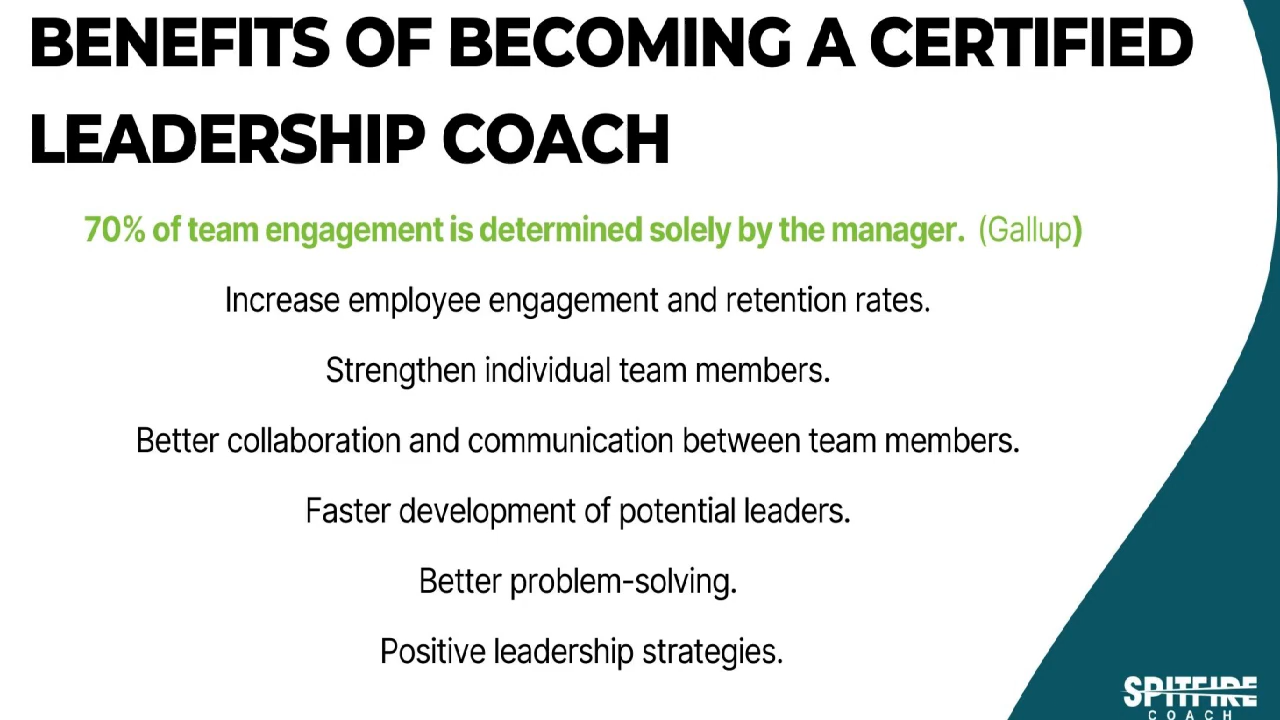 BENEFITS OF BECOMING A CERTIFIED
LEADERSHIP COACH
70% of team engagement is determined solely by the manager. (Gallup)
Increase employee engagement and retention rates.
Strengthen individual team members.
Better collaboration and communication between team members.
Faster development of potential leaders.
Better problem-solving.
Positive leadership strategies.
SPITFIRE
COACH